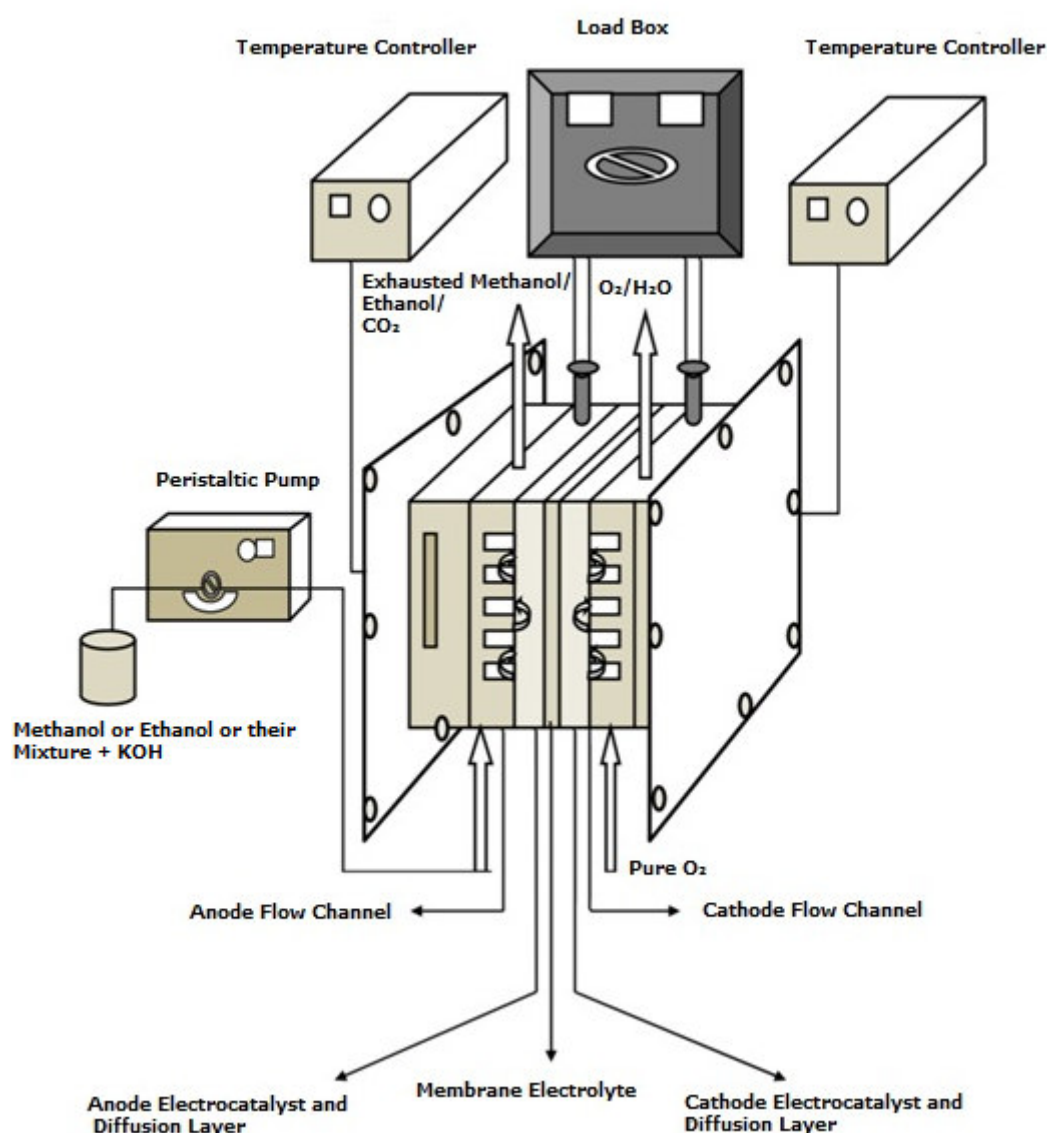 Load Box
Temperature Controller
Temperature Controller
Exhausted Methanol/
Ethanol/
CO₂
O₂/H₂O
Peristaltic Pump
Methanol or Ethanol or their
Mixture + KOH
Pure O₂
Anode Flow Channel
Cathode Flow Channel
Membrane Electrolyte
Anode Electrocatalyst and
Diffusion Layer
Cathode Electrocatalyst and
Diffusion Layer